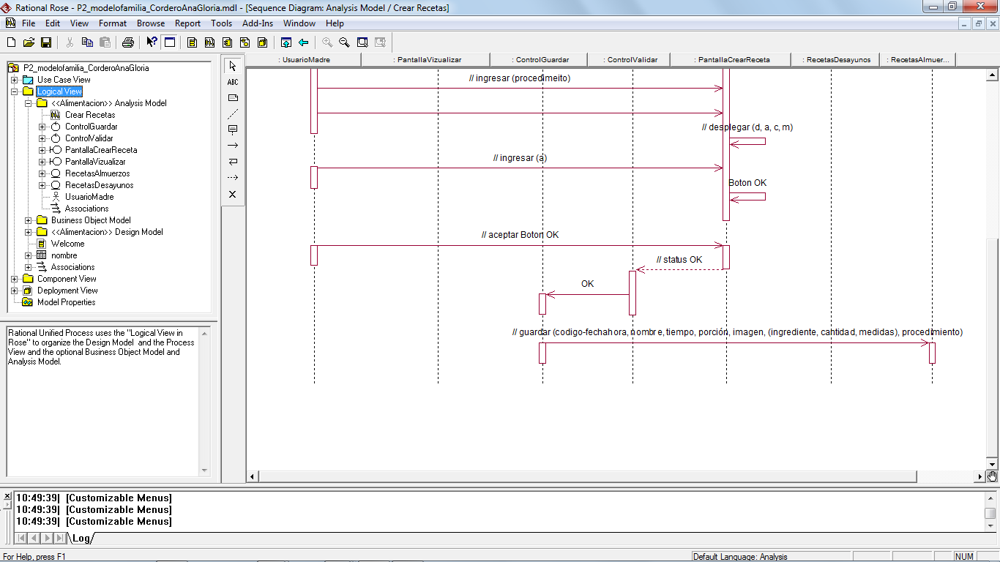 Rational Rose - P2_modelofamilia_CorderoAnaGloria.mdl - [Sequence Diagram: Analysis Model / Crear Recetas]
File Edit View Format Browse Report Tools Add-Ins Window Help
P2_modelofamilia_CorderoAnaGloria
Use Case View
Logical View
<<Alimentacion>> Analysis Model
Crear Recetas
ControlGuardar
ControlValidar
PantallaCrearReceta
PantallaVizualizar
RecetasAlmuerzos
RecetasDesayunos
UsuarioMadre
Associations
Business Object Model
<<Alimentacion>> Design Model
Welcome
nombre
Associations
Component View
Deployment View
Model Properties
Rational Unified Process uses the "Logical View in
Rose" to organize the Design Model and the Process
View and the optional Business Object Model and
Analysis Model.
ABC
: UsuarioMadre : PantallaVizualizar : ControlGuardar : ControlValidar : PantallaCrearReceta : RecetasDesayunos : RecetasAlmuer...
// ingresar (procedimeito)
// desplegar (d, a, c, m)
// ingresar (a)
Boton OK
// aceptar Boton OK
// status OK
OK
// guardar (codigo-fechahora, nombre, tiempo, porción, imagen, (ingrediente, cantidad, medidas), procedimiento)
10:49:39| [Customizable Menus]
10:49:39| [Customizable Menus]
10:49:39| [Customizable Menus]
Log
For Help, press F1 Default Language: Analysis NUM